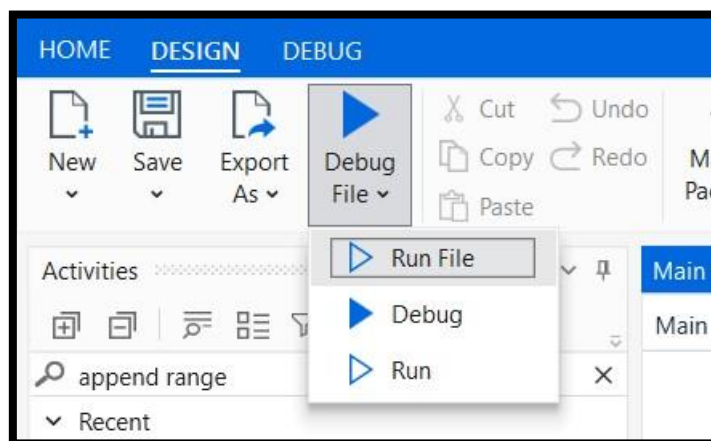 HOME DESIGN DEBUG
New Save Export As Debug File
Cut Undo
Copy Redo
Paste
Run File
Debug
Run
Activities
append range
Recent
Main
Main